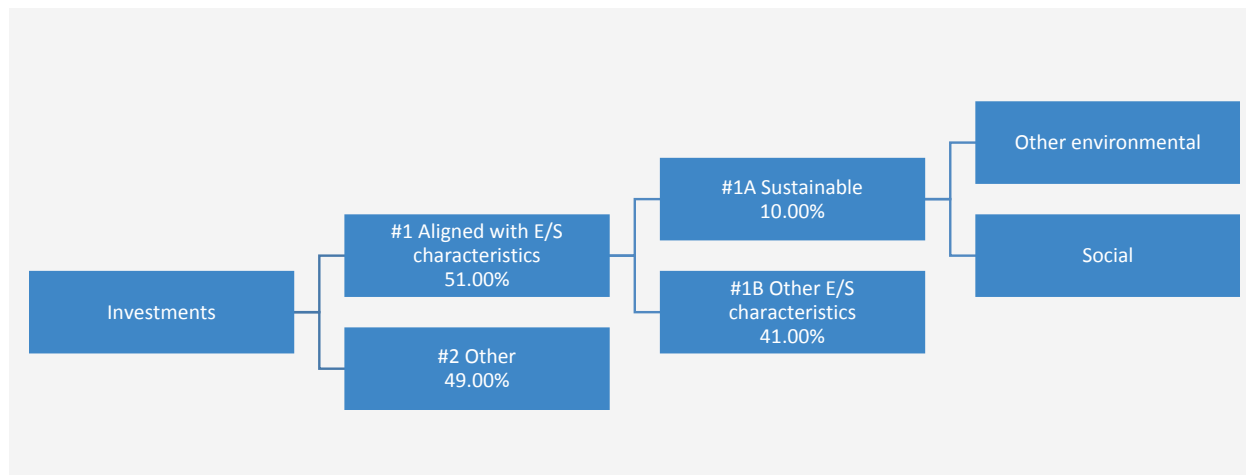 Investments
#1 Aligned with E/S
characteristics
51.00%
#2 Other
49.00%
#1A Sustainable
10.00%
#1B Other E/S
characteristics
41.00%
Other environmental
Social